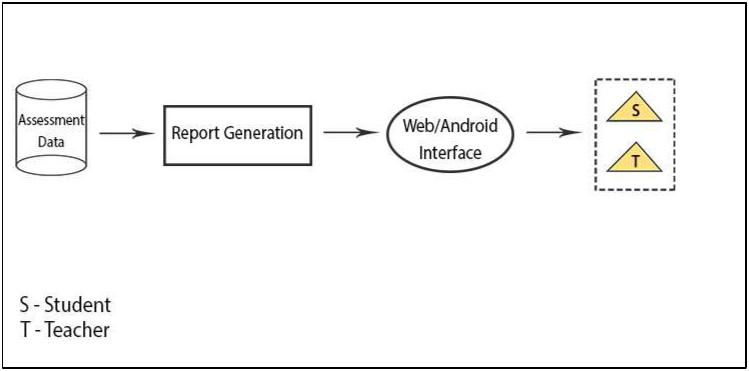 Assessment
Data
Report Generation
Web/Android
Interface
S
T
S - Student
T - Teacher